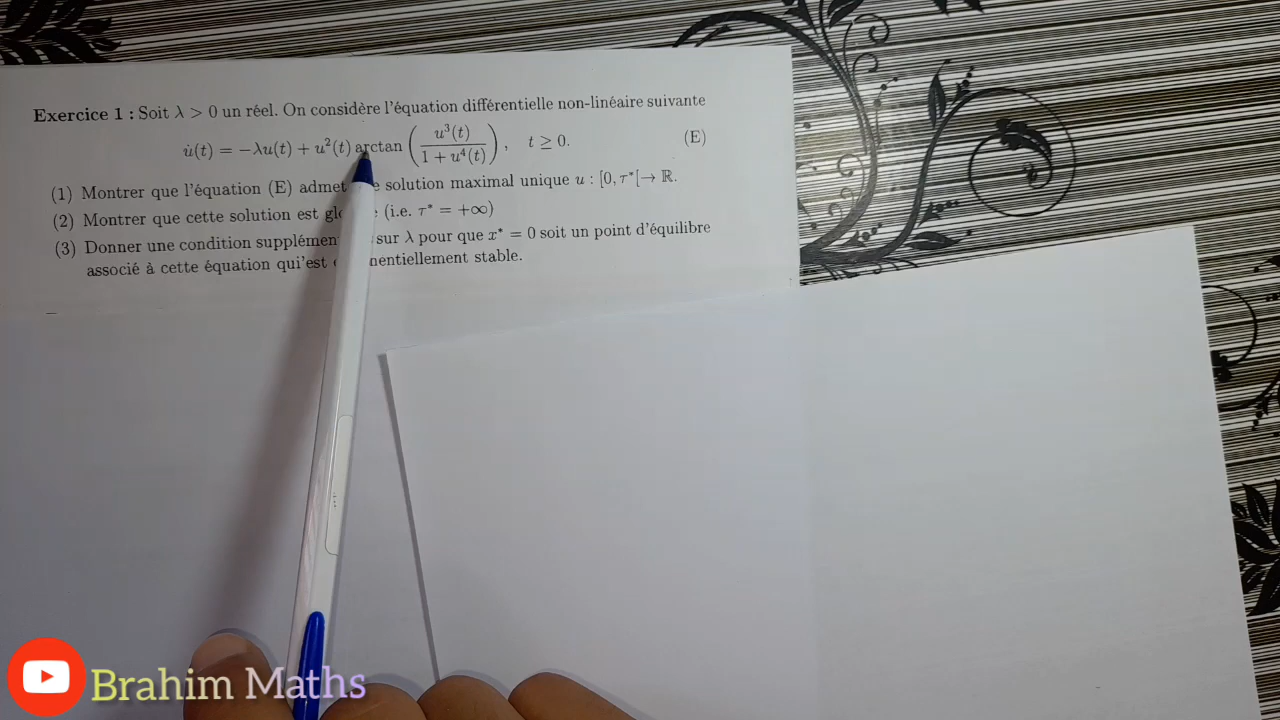 Exercice 1 : Soit λ > 0 un réel. On considère l'équation différentielle non-linéaire suivante
u̇(t) = −λu(t) + u²(t) arctan ( u³(t) / 1 + u⁴(t) ) , t ≥ 0. (E)
(1) Montrer que l'équation (E) admet solution maximal unique u : [0, τ*[→ ℝ.
(2) Montrer que cette solution est (i.e. τ* = +∞)
(3) Donner une condition sur λ pour que x* = 0 soit un point d'équilibre
associé à cette équation qui'est stable.
Brahim Maths